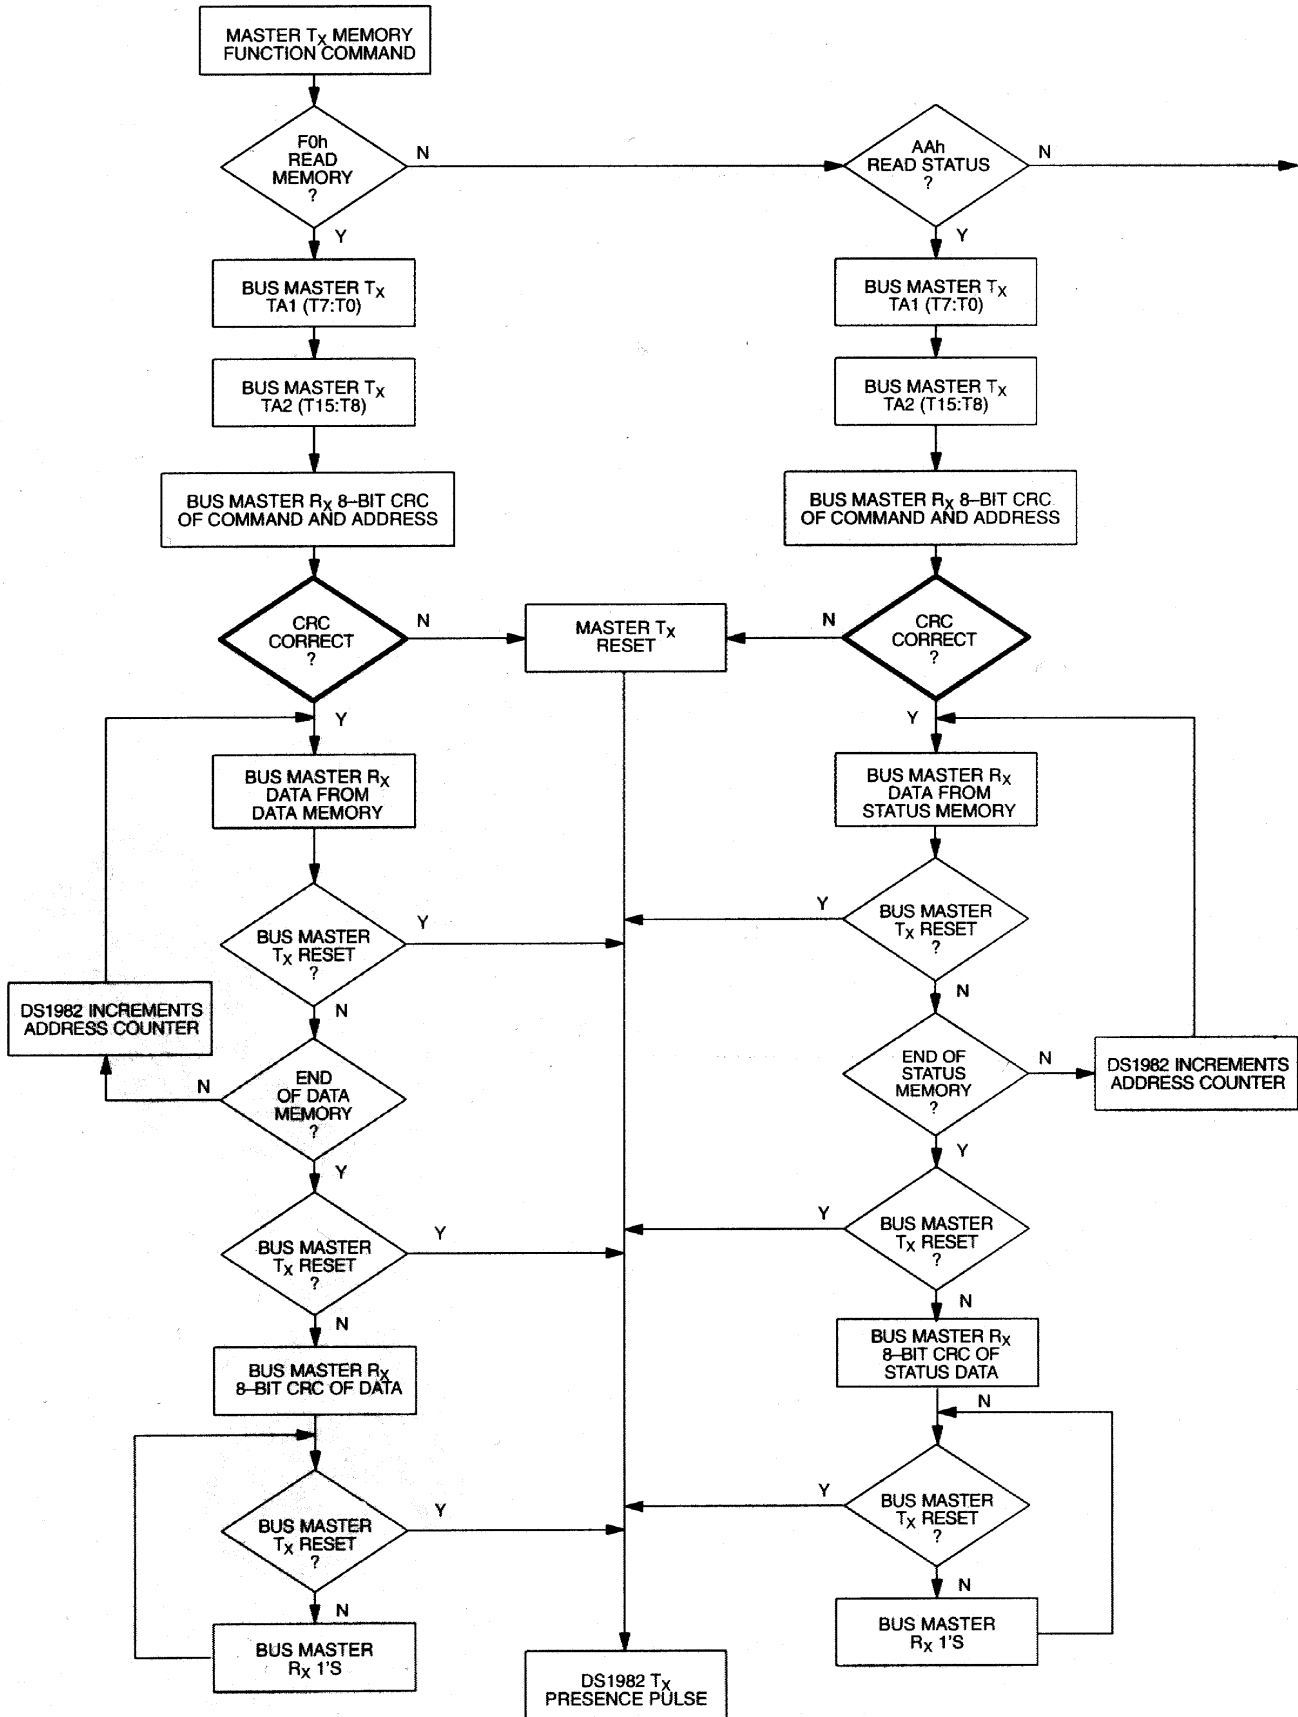 MASTER TX MEMORY
FUNCTION COMMAND
F0h
READ
MEMORY
?
N
Y
AAh
READ STATUS
?
N
Y
BUS MASTER TX
TA1 (T7:T0)
BUS MASTER TX
TA1 (T7:T0)
BUS MASTER TX
TA2 (T15:T8)
BUS MASTER TX
TA2 (T15:T8)
BUS MASTER RX 8–BIT CRC
OF COMMAND AND ADDRESS
BUS MASTER RX 8–BIT CRC
OF COMMAND AND ADDRESS
CRC
CORRECT
?
N
Y
MASTER TX
RESET
N
CRC
CORRECT
?
Y
BUS MASTER RX
DATA FROM
DATA MEMORY
BUS MASTER RX
DATA FROM
STATUS MEMORY
BUS MASTER
TX RESET
?
Y
N
Y
BUS MASTER
TX RESET
?
N
DS1982 INCREMENTS
ADDRESS COUNTER
N
END
OF DATA
MEMORY
?
Y
END OF
STATUS
MEMORY
?
N
Y
DS1982 INCREMENTS
ADDRESS COUNTER
BUS MASTER
TX RESET
?
Y
N
Y
BUS MASTER
TX RESET
?
N
BUS MASTER RX
8–BIT CRC OF DATA
BUS MASTER RX
8–BIT CRC OF
STATUS DATA
N
BUS MASTER
TX RESET
?
Y
N
Y
BUS MASTER
TX RESET
?
N
BUS MASTER
RX 1'S
BUS MASTER
RX 1'S
DS1982 TX
PRESENCE PULSE